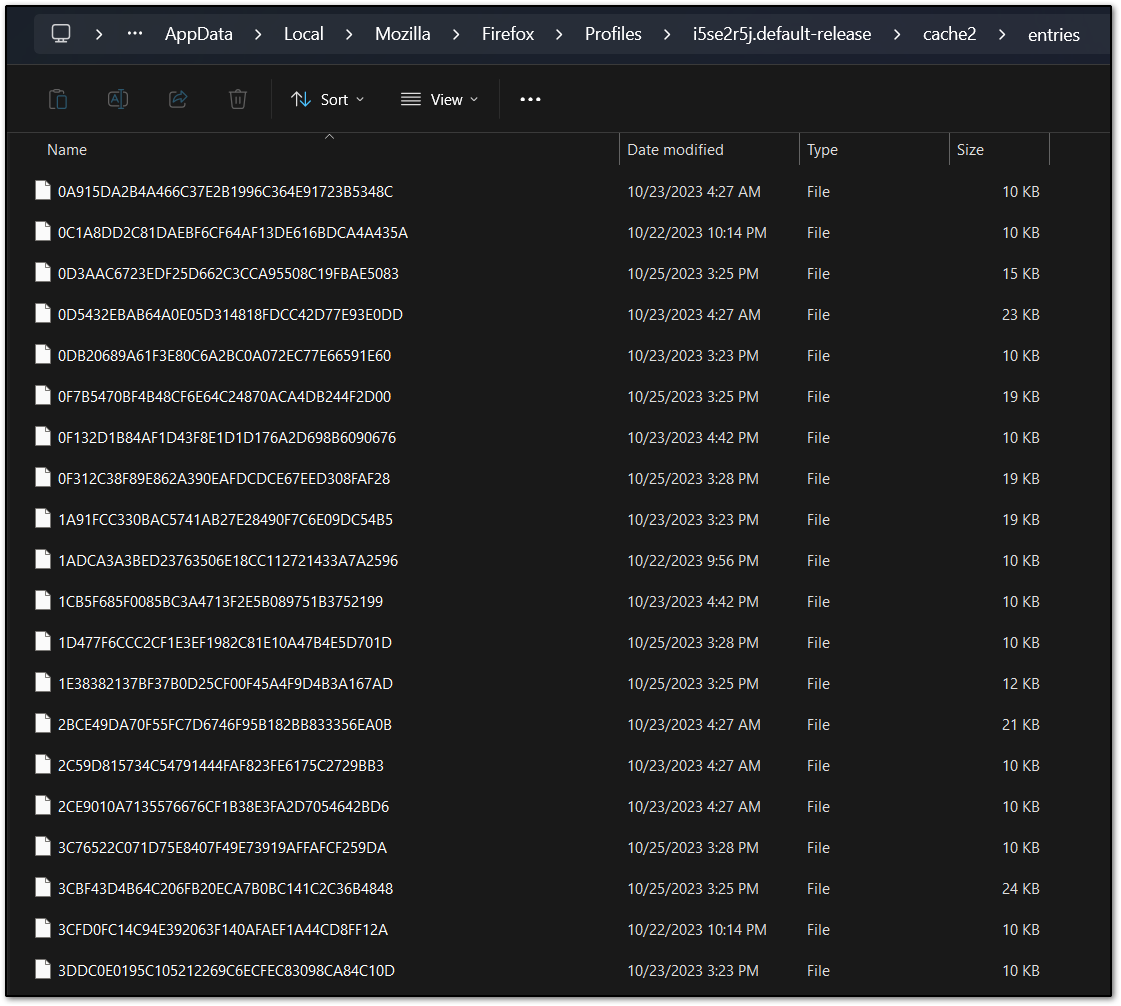 AppData > Local > Mozilla > Firefox > Profiles > i5se2r5j.default-release > cache2 > entries
Sort View
Name Date modified Type Size
0A915DA2B4A466C37E2B1996C364E91723B5348C 10/23/2023 4:27 AM File 10 KB
0C1A8DD2C81DAEBF6CF64AF13DE616BDCA4A435A 10/22/2023 10:14 PM File 10 KB
0D3AAC6723EDF25D662C3CCA95508C19FBAE5083 10/25/2023 3:25 PM File 15 KB
0D5432EBAB64A0E05D314818FDCC42D77E93E0DD 10/23/2023 4:27 AM File 23 KB
0DB20689A61F3E80C6A2BC0A072EC77E66591E60 10/23/2023 3:23 PM File 10 KB
0F7B5470BF4B48CF6E64C24870ACA4DB244F2D00 10/25/2023 3:25 PM File 19 KB
0F132D1B84AF1D43F8E1D1D176A2D698B6090676 10/23/2023 4:42 PM File 10 KB
0F312C38F89E862A390EAFDCDCE67EED308FAF28 10/25/2023 3:28 PM File 19 KB
1A91FCC330BAC5741AB27E28490F7C6E09DC54B5 10/23/2023 3:23 PM File 19 KB
1ADCA3A3BED23763506E18CC112721433A7A2596 10/22/2023 9:56 PM File 10 KB
1CB5F685F0085BC3A4713F2E5B089751B3752199 10/23/2023 4:42 PM File 10 KB
1D477F6CCC2CF1E3EF1982C81E10A47B4E5D701D 10/25/2023 3:28 PM File 10 KB
1E38382137BF37B0D25CF00F45A4F9D4B3A167AD 10/25/2023 3:25 PM File 12 KB
2BCE49DA70F55FC7D6746F95B182BB833356EA0B 10/23/2023 4:27 AM File 21 KB
2C59D815734C54791444FAF823FE6175C2729BB3 10/23/2023 4:27 AM File 10 KB
2CE9010A7135576676CF1B38E3FA2D7054642BD6 10/23/2023 4:27 AM File 10 KB
3C76522C071D75E8407F49E73919AFFAFCF259DA 10/25/2023 3:28 PM File 10 KB
3CBF43D4B64C206FB20ECA7B0BC141C2C36B4848 10/25/2023 3:25 PM File 24 KB
3CFD0FC14C94E392063F140AFAEF1A44CD8FF12A 10/22/2023 10:14 PM File 10 KB
3DDC0E0195C105212269C6ECFEC83098CA84C10D 10/23/2023 3:23 PM File 10 KB